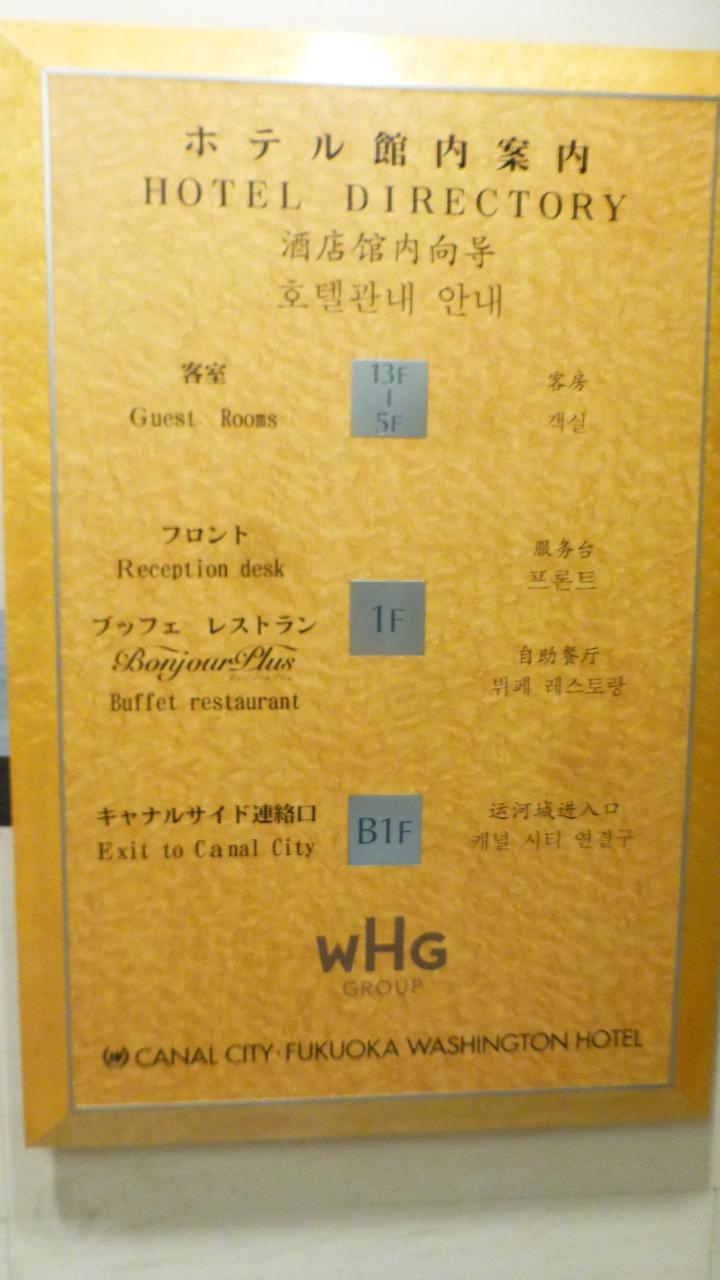 ホテル館内案内
HOTEL DIRECTORY
酒店馆内向导
호텔관내 안내
客室
Guest Rooms
13F
|
5F
客房
객실
フロント
Reception desk
ブッフェ レストラン
Bonjour Plus
Buffet restaurant
1F
服务台
프론트
自助餐厅
뷔페 레스토랑
キャナルサイド連絡口
Exit to Canal City
B1F
运河城进入口
캐널 시티 연결구
WHG
GROUP
CANAL CITY·FUKUOKA WASHINGTON HOTEL